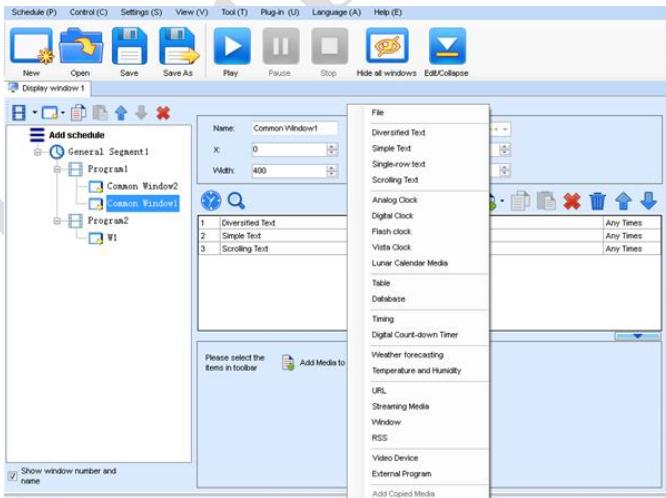 Schedule (P) Control (C) Settings (S) View (V) Tool (T) Plug-in (U) Language (A) Help (E)
New Open Save Save As Play Pause Stop Hide all windows Edit/Collapse
Display window 1
Add schedule
General Segment1
Program1
Common Window2
Common Window1
Program2
W1
Show window number and
name
Name: Common Window1
X: 0
Width: 400
1 Diversified Text Any Times
2 Simple Text Any Times
3 Scrolling Text Any Times
Please select the
items in toolbar
Add Media to
File
Diversified Text
Simple Text
Single-row text
Scrolling Text
Analog Clock
Digital Clock
Flash clock
Vista Clock
Lunar Calendar Media
Table
Database
Timing
Digital Count-down Timer
Weather forecasting
Temperature and Humidity
URL
Streaming Media
Window
RSS
Video Device
External Program
Add Copied Media